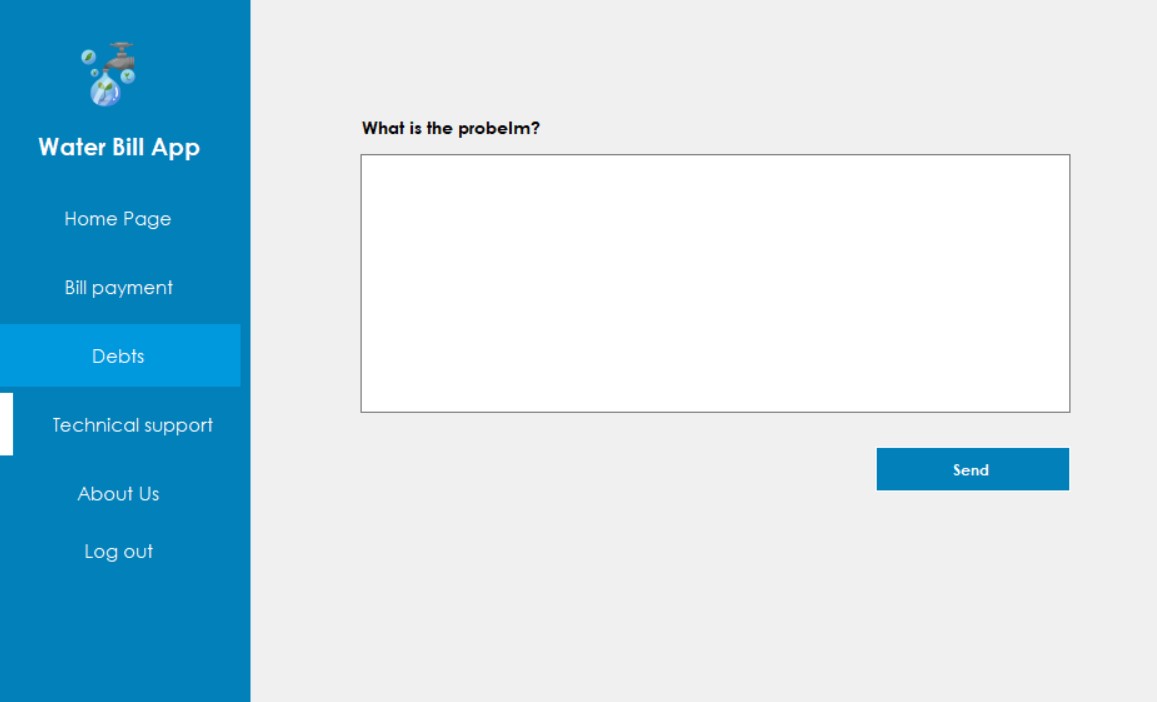 Water Bill App
Home Page
Bill payment
Debts
Technical support
About Us
Log out
What is the probelm?
Send